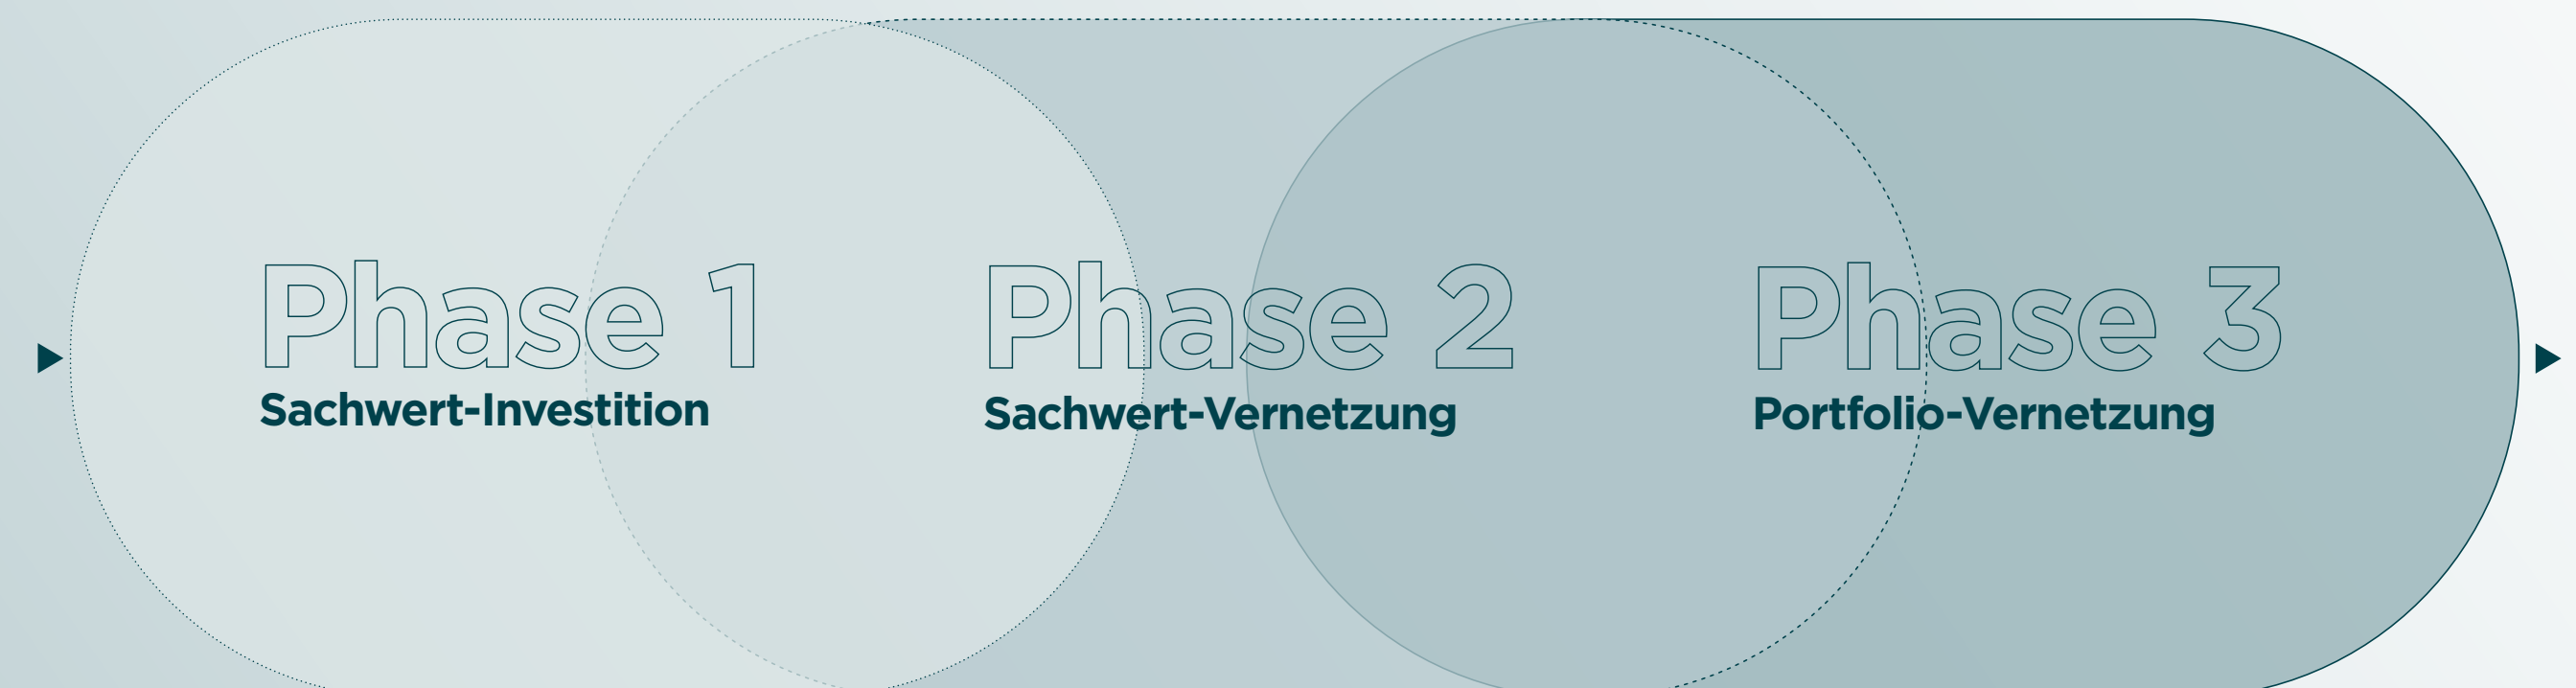 Phase 1
Sachwert-Investition
Phase 2
Sachwert-Vernetzung
Phase 3
Portfolio-Vernetzung